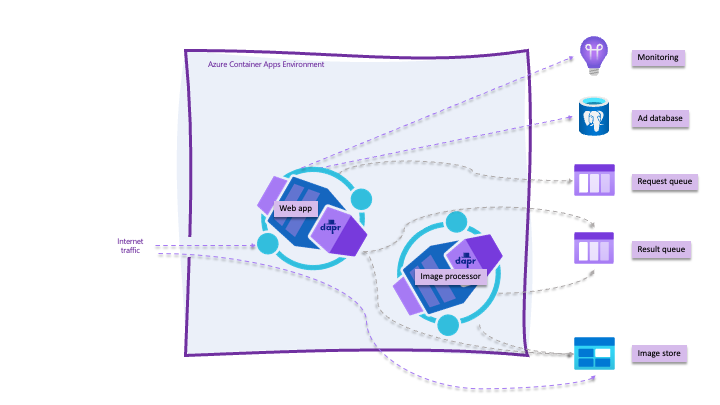 Azure Container Apps Environment
Monitoring
Ad database
Request queue
Web app
dapr
Internet
traffic
Result queue
dapr
Image processor
Image store